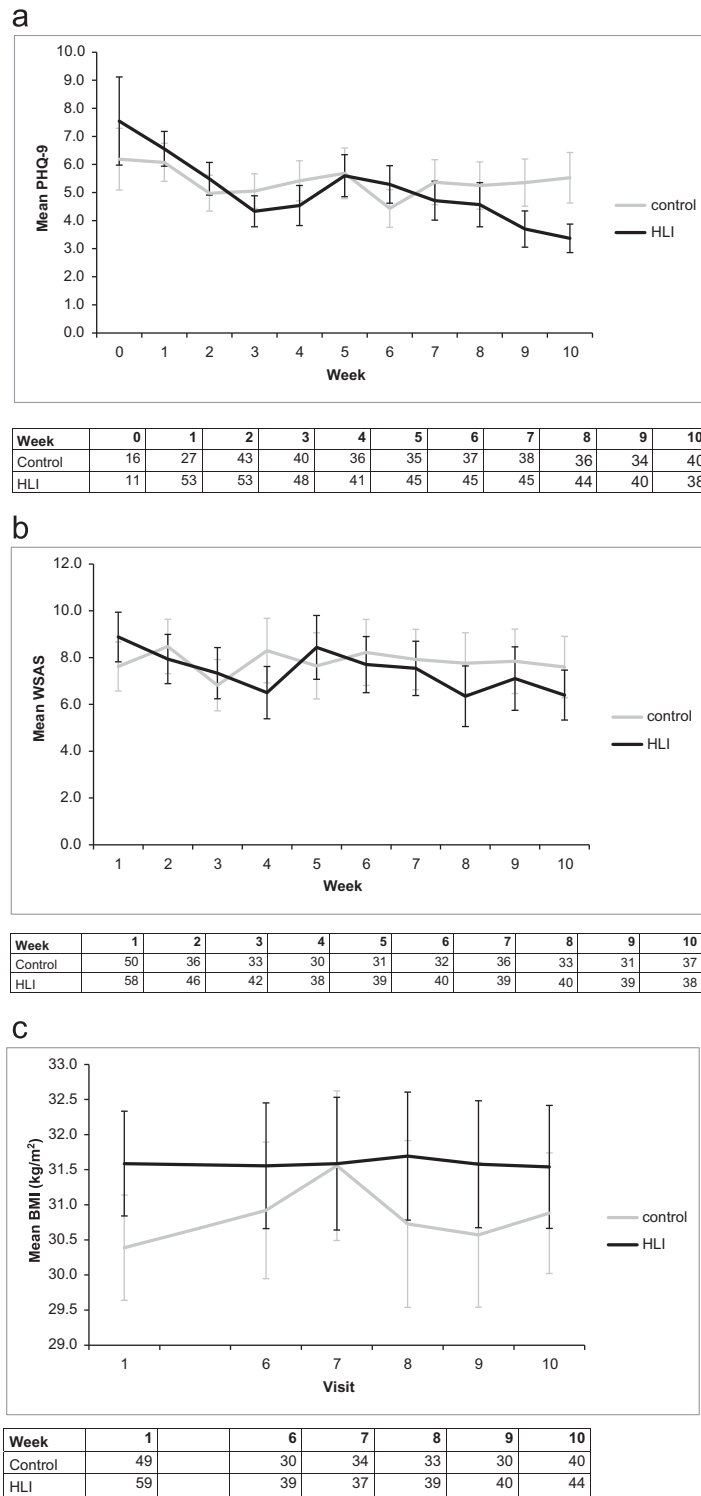 a
10.0
9.0
8.0
7.0
6.0
5.0
4.0
3.0
2.0
1.0
0.0
Mean PHQ-9
0 1 2 3 4 5 6 7 8 9 10
Week
control
HLI
Week 0 1 2 3 4 5 6 7 8 9 10
Control 16 27 43 40 36 35 37 38 36 34 40
HLI 11 53 53 48 41 45 45 45 44 40 38
b
12.0
10.0
8.0
6.0
4.0
2.0
0.0
Mean WSAS
1 2 3 4 5 6 7 8 9 10
Week
control
HLI
Week 1 2 3 4 5 6 7 8 9 10
Control 50 36 33 30 31 32 36 33 31 37
HLI 58 46 42 38 39 40 39 40 39 38
c
33.0
32.5
32.0
31.5
31.0
30.5
30.0
29.5
29.0
Mean BMI (kg/m²)
1 6 7 8 9 10
Visit
control
HLI
Week 1 6 7 8 9 10
Control 49 30 34 33 30 40
HLI 59 39 37 39 40 44